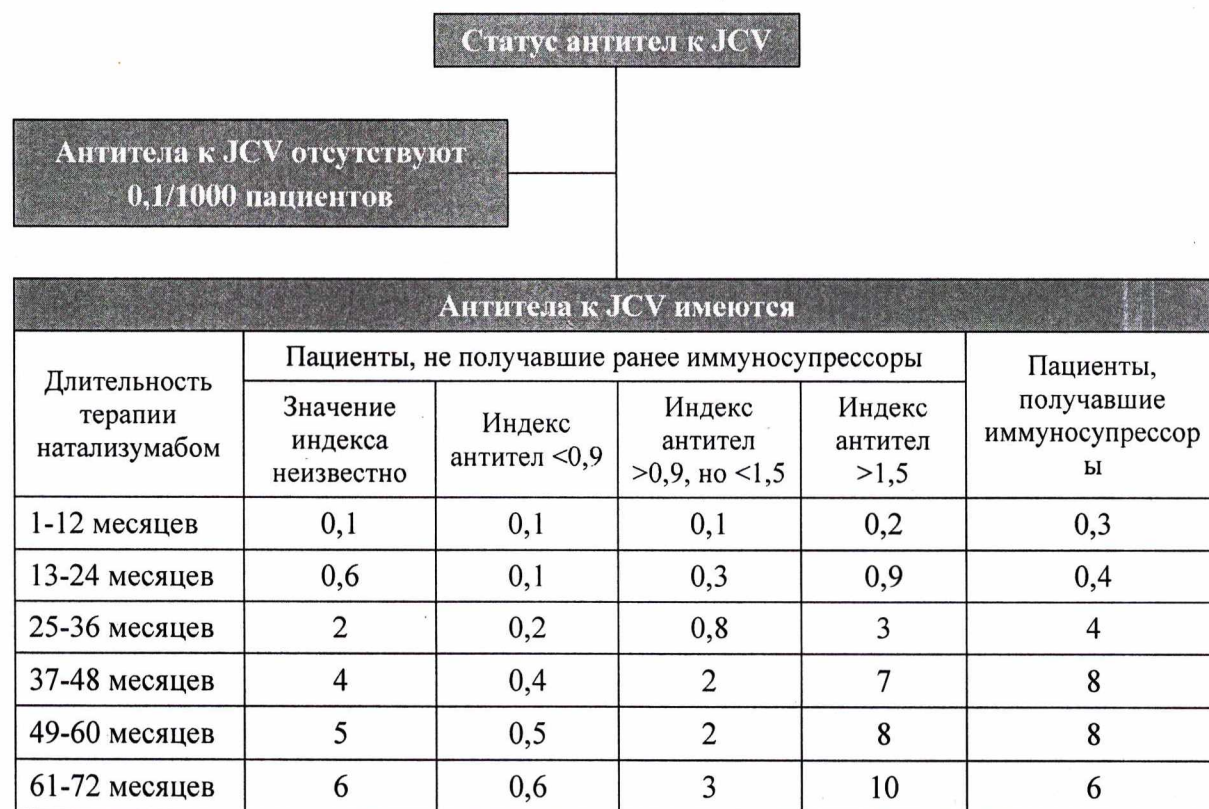 Статус антител к JCV
Антитела к JCV отсутствуют
0,1/1000 пациентов
Антитела к JCV имеются
Длительность
терапии
натализумабом
Пациенты, не получавшие ранее иммуносупрессоры
Пациенты,
получавшие
иммуносупрессор
ы
Значение
индекса
неизвестно
Индекс
антител <0,9
Индекс
антител
>0,9, но <1,5
Индекс
антител
>1,5
1-12 месяцев 0,1 0,1 0,1 0,2 0,3
13-24 месяцев 0,6 0,1 0,3 0,9 0,4
25-36 месяцев 2 0,2 0,8 3 4
37-48 месяцев 4 0,4 2 7 8
49-60 месяцев 5 0,5 2 8 8
61-72 месяцев 6 0,6 3 10 6